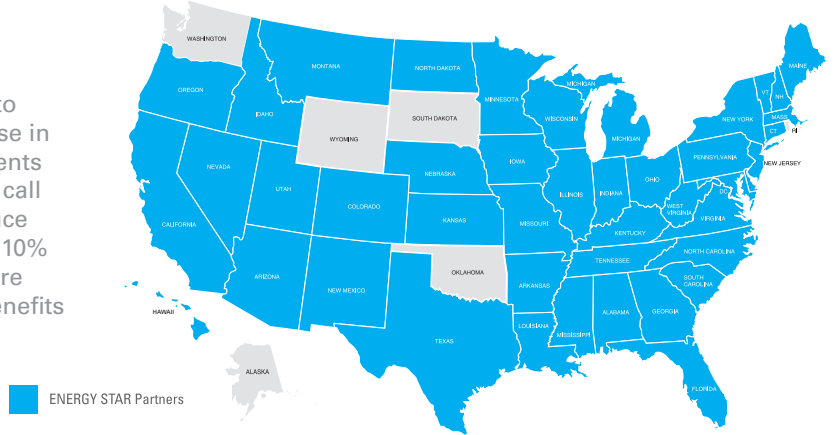 to
se in
ents
call
ce
10%
re
enefits
WASHINGTON
OREGON
IDAHO
MONTANA
NORTH DAKOTA
SOUTH DAKOTA
WYOMING
MINNESOTA
WISCONSIN
MICHIGAN
MICHIGAN
MAINE
VT
NH
NEW YORK
MASS
CT
RI
NEW JERSEY
PENNSYLVANIA
NEVADA
UTAH
COLORADO
NEBRASKA
KANSAS
IOWA
MISSOURI
ILLINOIS
INDIANA
OHIO
WEST
VIRGINIA
DC
VIRGINIA
KENTUCKY
CALIFORNIA
ARIZONA
NEW MEXICO
OKLAHOMA
ARKANSAS
TENNESSEE
NORTH CAROLINA
SOUTH
CAROLINA
TEXAS
LOUISIANA
MISSISSIPPI
ALABAMA
GEORGIA
FLORIDA
HAWAII
ALASKA
ENERGY STAR Partners